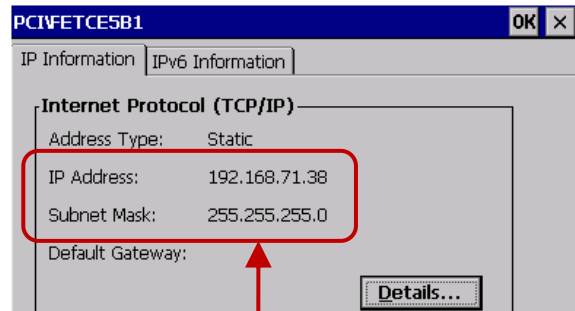 PCI\FETCE5B1 OK ×
IP Information IPv6 Information
Internet Protocol (TCP/IP)
Address Type: Static
IP Address: 192.168.71.38
Subnet Mask: 255.255.255.0
Default Gateway:
Details...